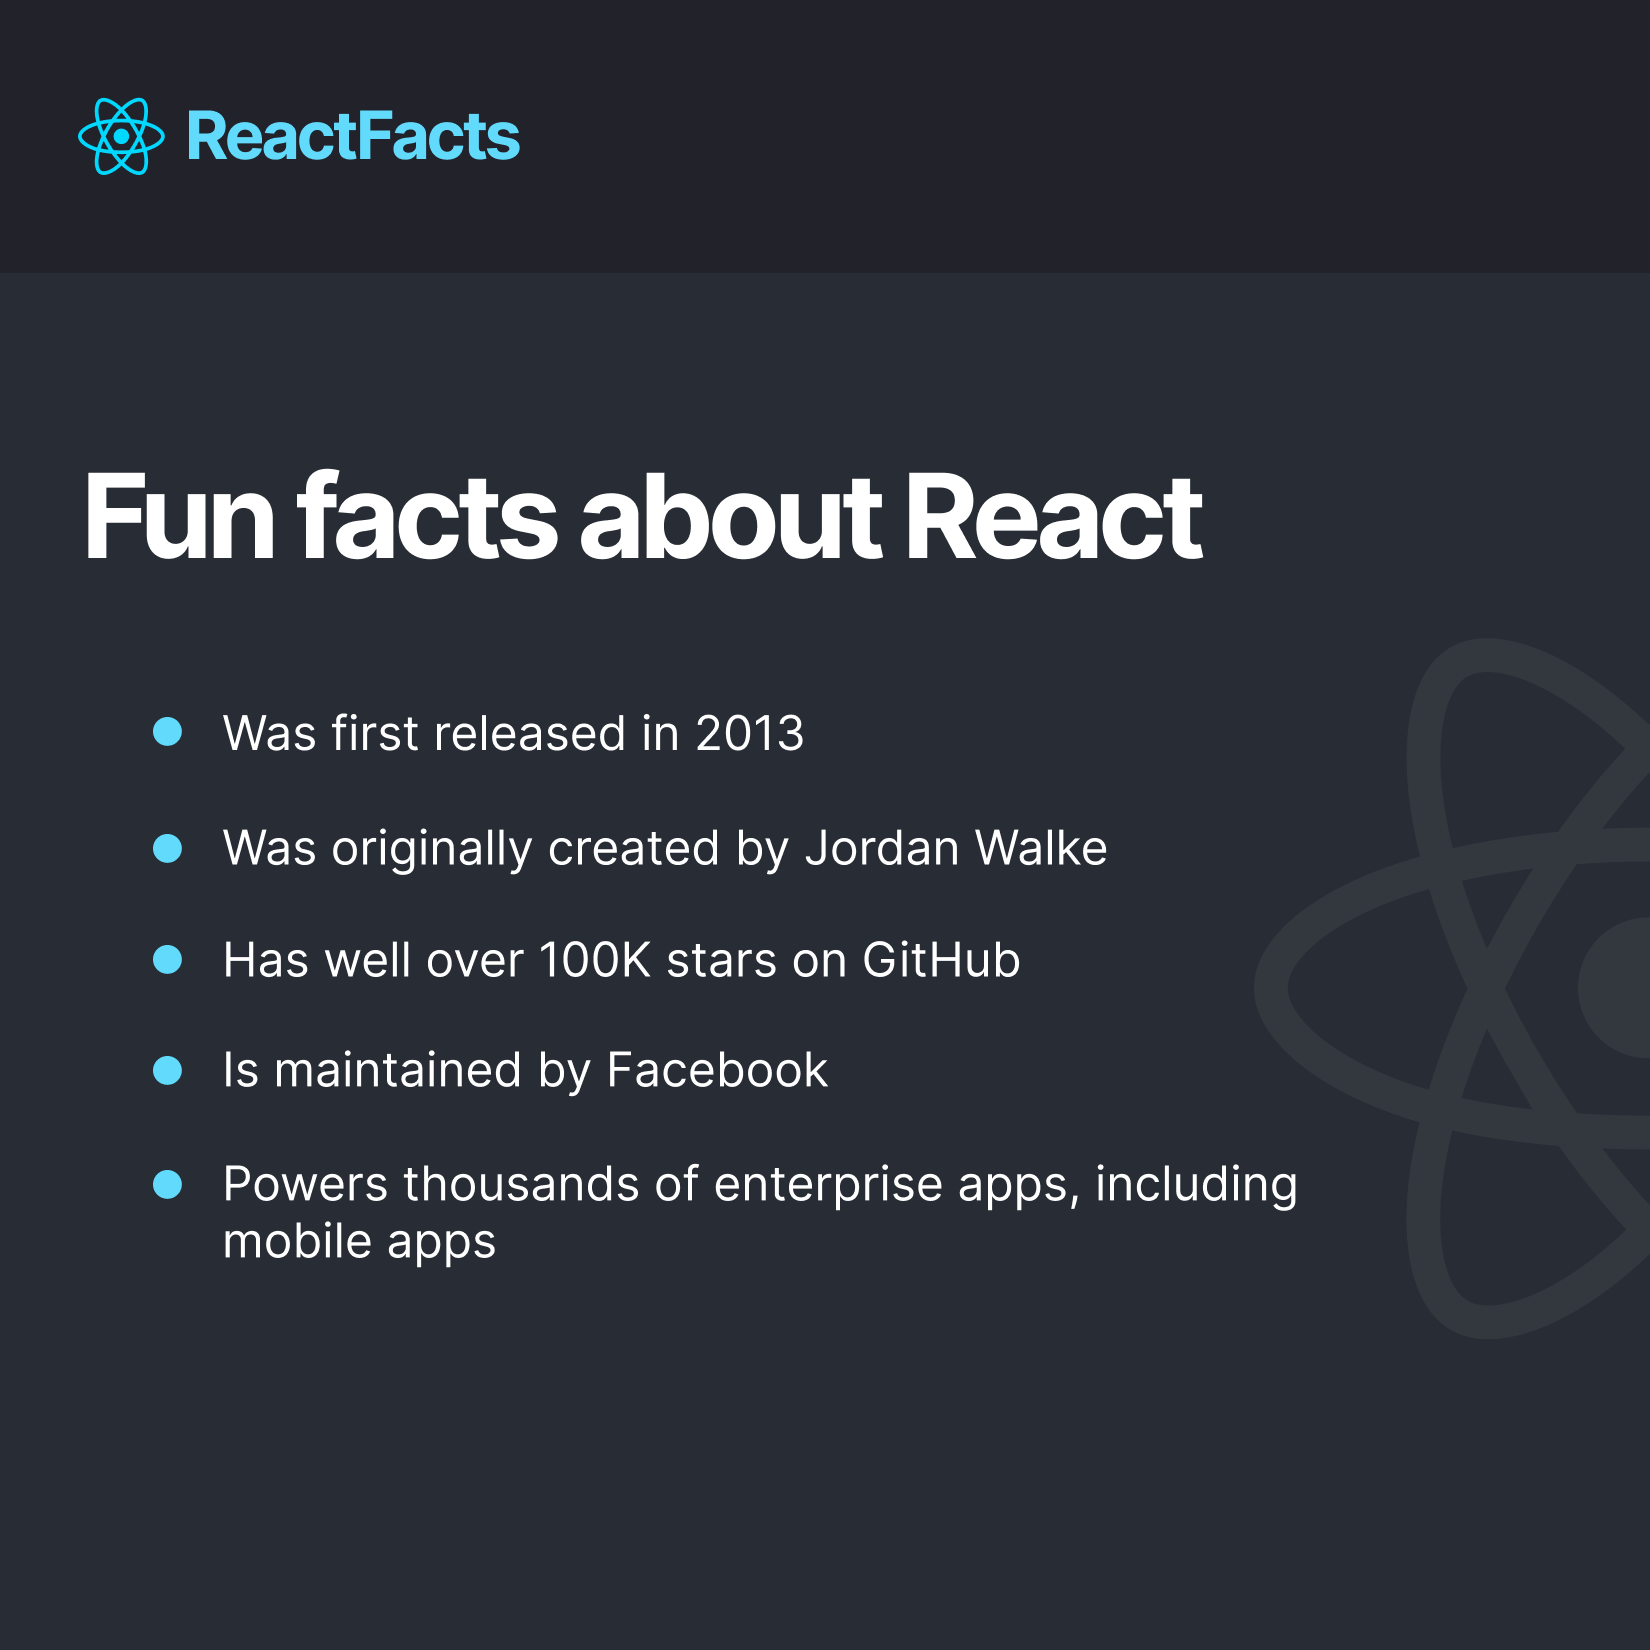 ReactFacts
Fun facts about React
Was first released in 2013
Was originally created by Jordan Walke
Has well over 100K stars on GitHub
Is maintained by Facebook
Powers thousands of enterprise apps, including
mobile apps